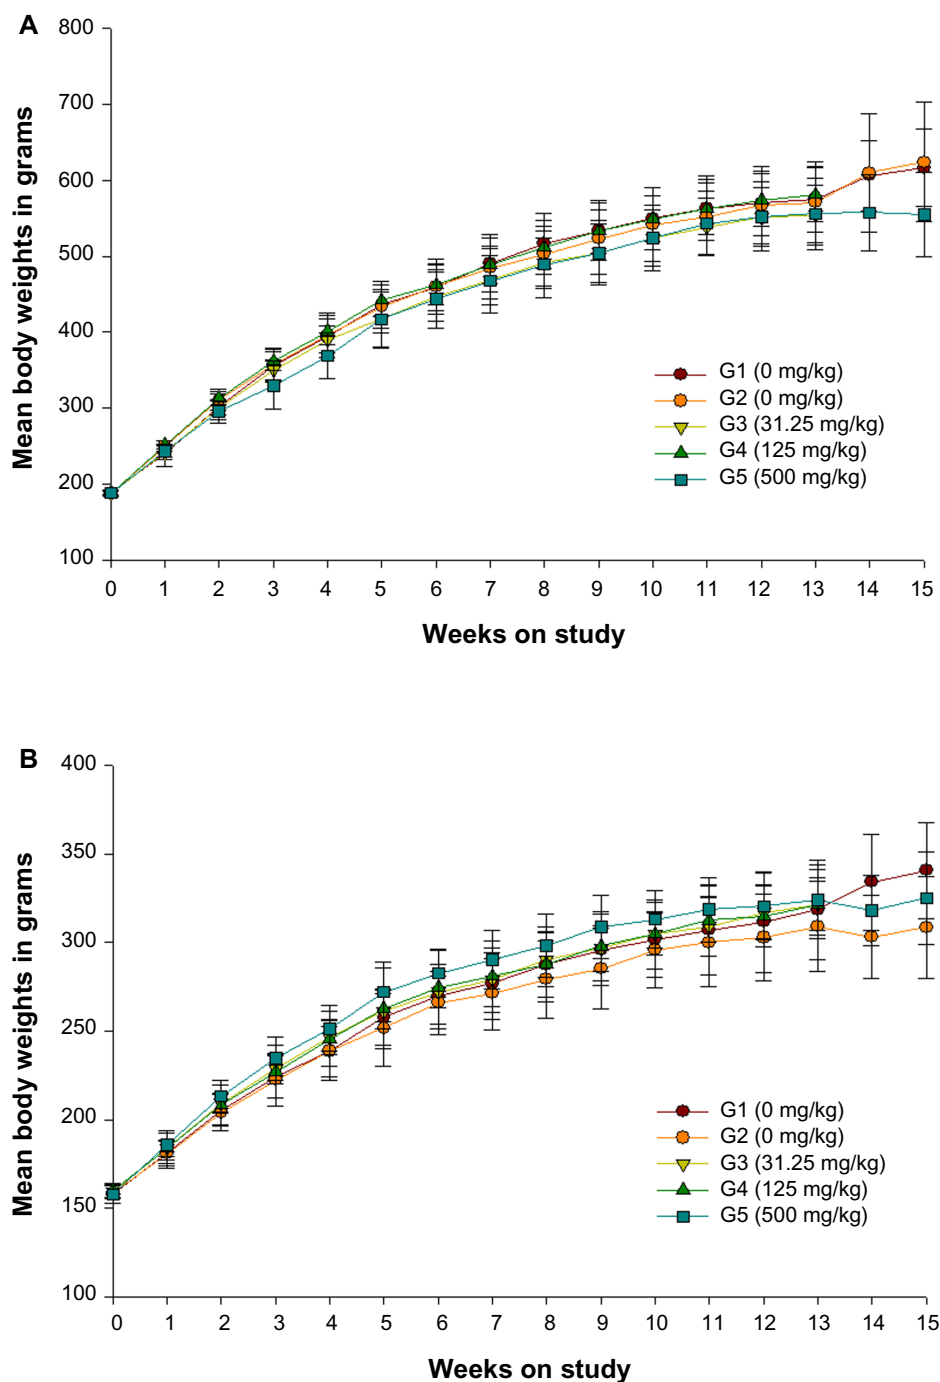 A
800
700
600
500
400
300
200
100
Mean body weights in grams
G1 (0 mg/kg)
G2 (0 mg/kg)
G3 (31.25 mg/kg)
G4 (125 mg/kg)
G5 (500 mg/kg)
0 1 2 3 4 5 6 7 8 9 10 11 12 13 14 15
Weeks on study
B
400
350
300
250
200
150
100
Mean body weights in grams
G1 (0 mg/kg)
G2 (0 mg/kg)
G3 (31.25 mg/kg)
G4 (125 mg/kg)
G5 (500 mg/kg)
0 1 2 3 4 5 6 7 8 9 10 11 12 13 14 15
Weeks on study